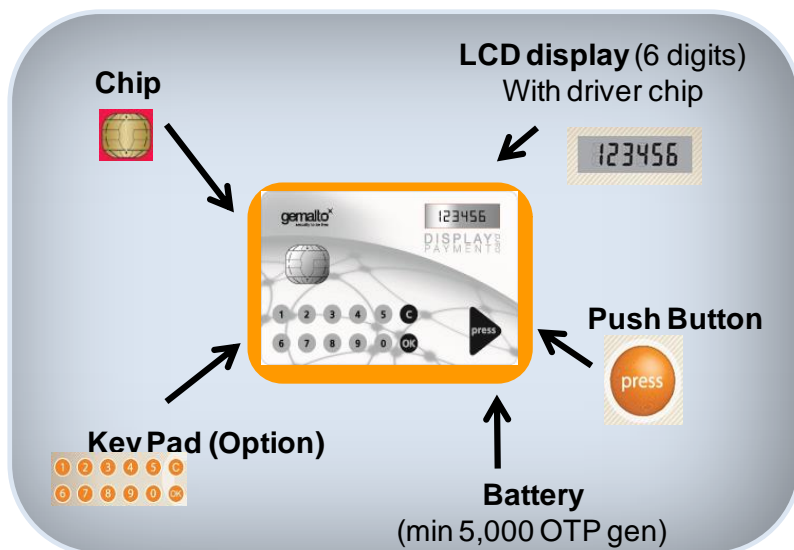 Chip
LCD display (6 digits)
With driver chip
123456
gemalto
security to be free
123456
DISPLAY
PAYMENT
CARD
1 2 3 4 5 C
6 7 8 9 0 OK
press
Push Button
press
Key Pad (Option)
1 2 3 4 5 C
6 7 8 9 0 OK
Battery
(min 5,000 OTP gen)